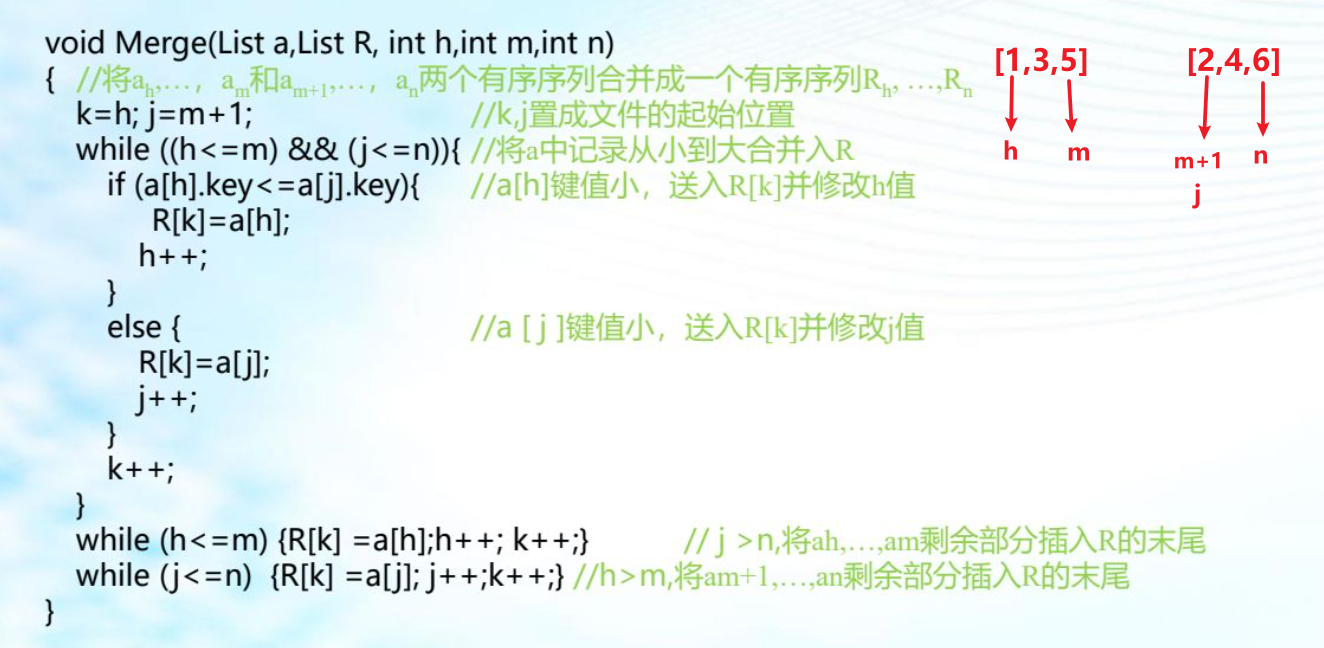 void Merge(List a,List R, int h,int m,int n)
{ //将ah,…，am和am+1,…，an两个有序序列合并成一个有序序列Rh, …,Rn
k=h; j=m+1; //k,j置成文件的起始位置
while ((h<=m) && (j<=n)){ //将a中记录从小到大合并入R
if (a[h].key<=a[j].key){ //a[h]键值小，送入R[k]并修改h值
R[k]=a[h];
h++;
}
else { //a [ j ]键值小，送入R[k]并修改j值
R[k]=a[j];
j++;
}
k++;
}
while (h<=m) {R[k] =a[h];h++; k++;} // j >n,将ah,…,am剩余部分插入R的末尾
while (j<=n) {R[k] =a[j]; j++;k++;} //h>m,将am+1,…,an剩余部分插入R的末尾
}
[1,3,5] [2,4,6]
h m m+1 n
j